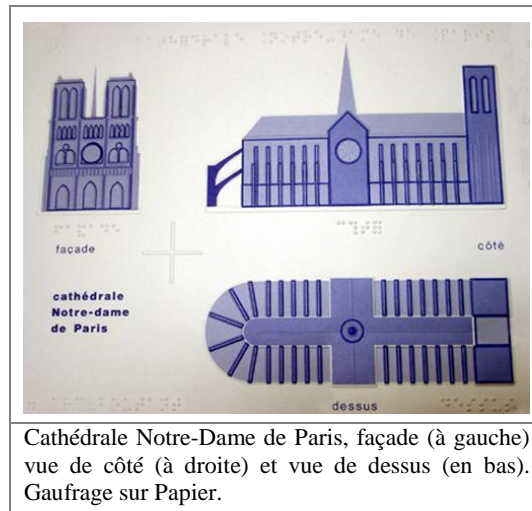 façade
côtè
cathédrale
Notre-dame
de Paris
dessus
Cathédrale Notre-Dame de Paris, façade (à gauche)
vue de côté (à droite) et vue de dessus (en bas).
Gaufrage sur Papier.